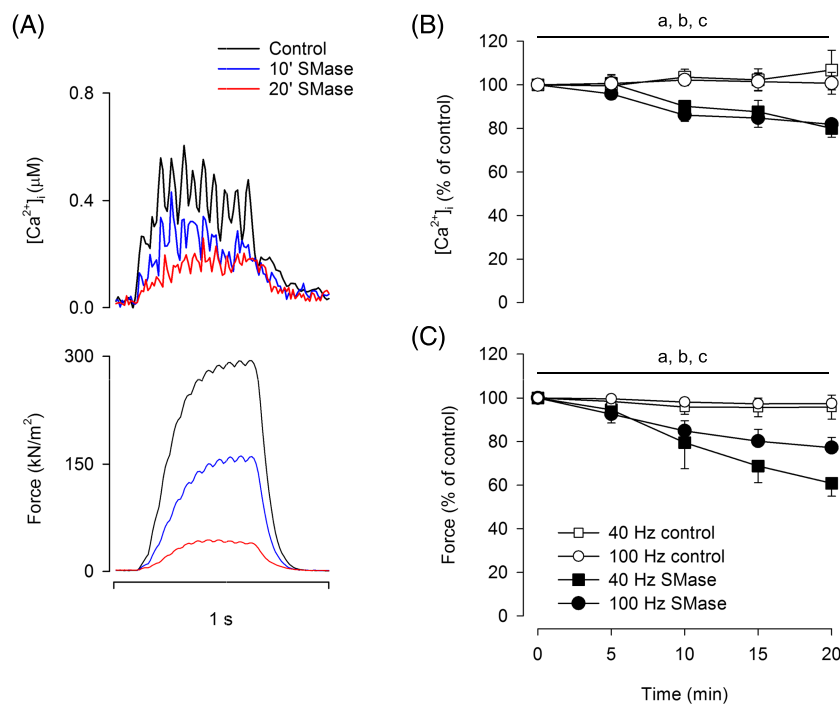 (A)
Control
10' SMase
20' SMase
0.8
0.4
0.0
[Ca²⁺]ᵢ (μM)
300
150
0
Force (kN/m²)
1 s
(B)
a, b, c
120
100
80
60
40
20
0
[Ca²⁺]ᵢ (% of control)
(C)
a, b, c
120
100
80
60
40
20
0
Force (% of control)
40 Hz control
100 Hz control
40 Hz SMase
100 Hz SMase
0 5 10 15 20
Time (min)